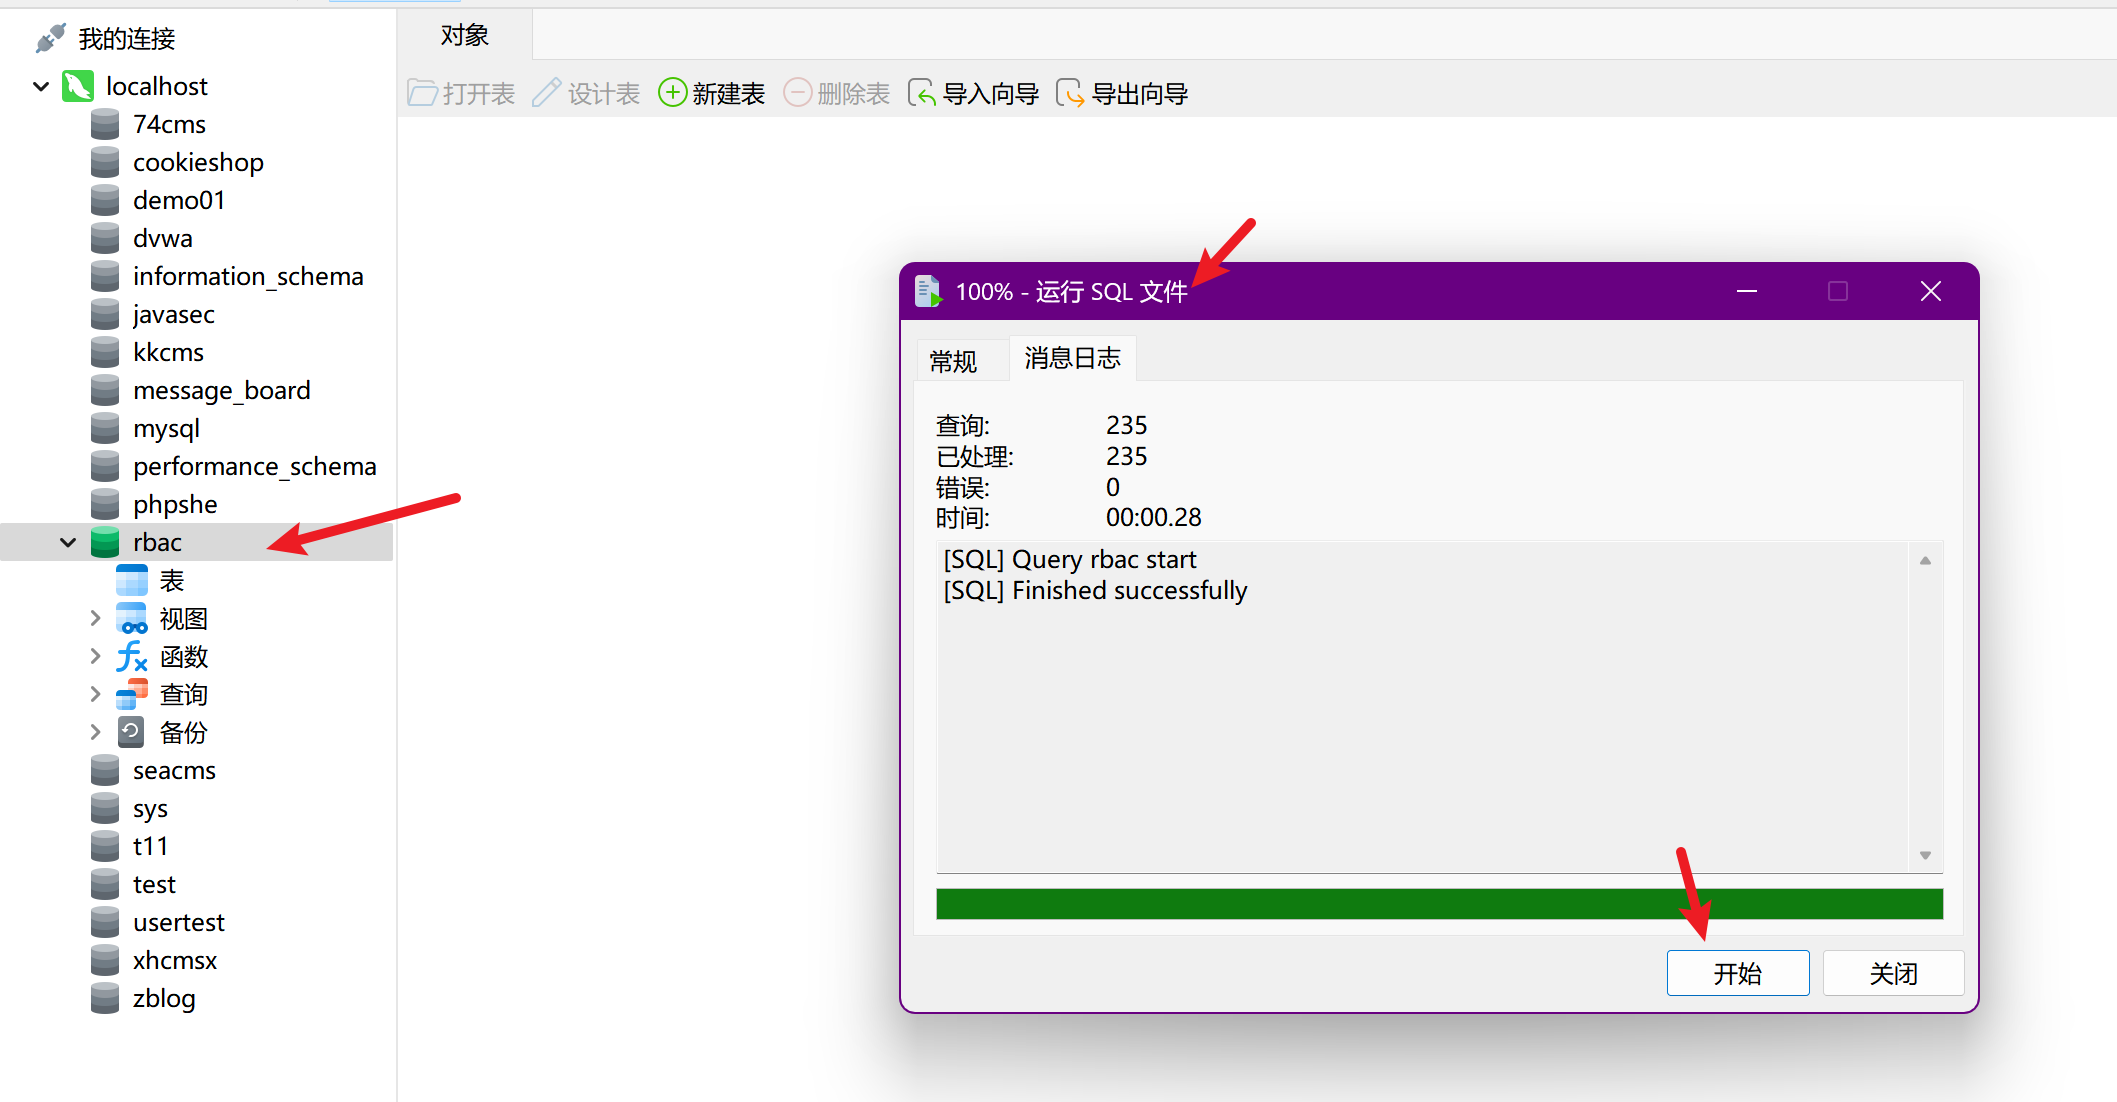 我的连接
localhost
74cms
cookieshop
demo01
dvwa
information_schema
javasec
kkcms
message_board
mysql
performance_schema
phpshe
rbac
表
视图
函数
查询
备份
seacms
sys
t11
test
usertest
xhcmsx
zblog
对象
打开表 设计表 新建表 删除表 导入向导 导出向导
100% - 运行 SQL 文件
常规 消息日志
查询: 235
已处理: 235
错误: 0
时间: 00:00.28
[SQL] Query rbac start
[SQL] Finished successfully
开始 关闭